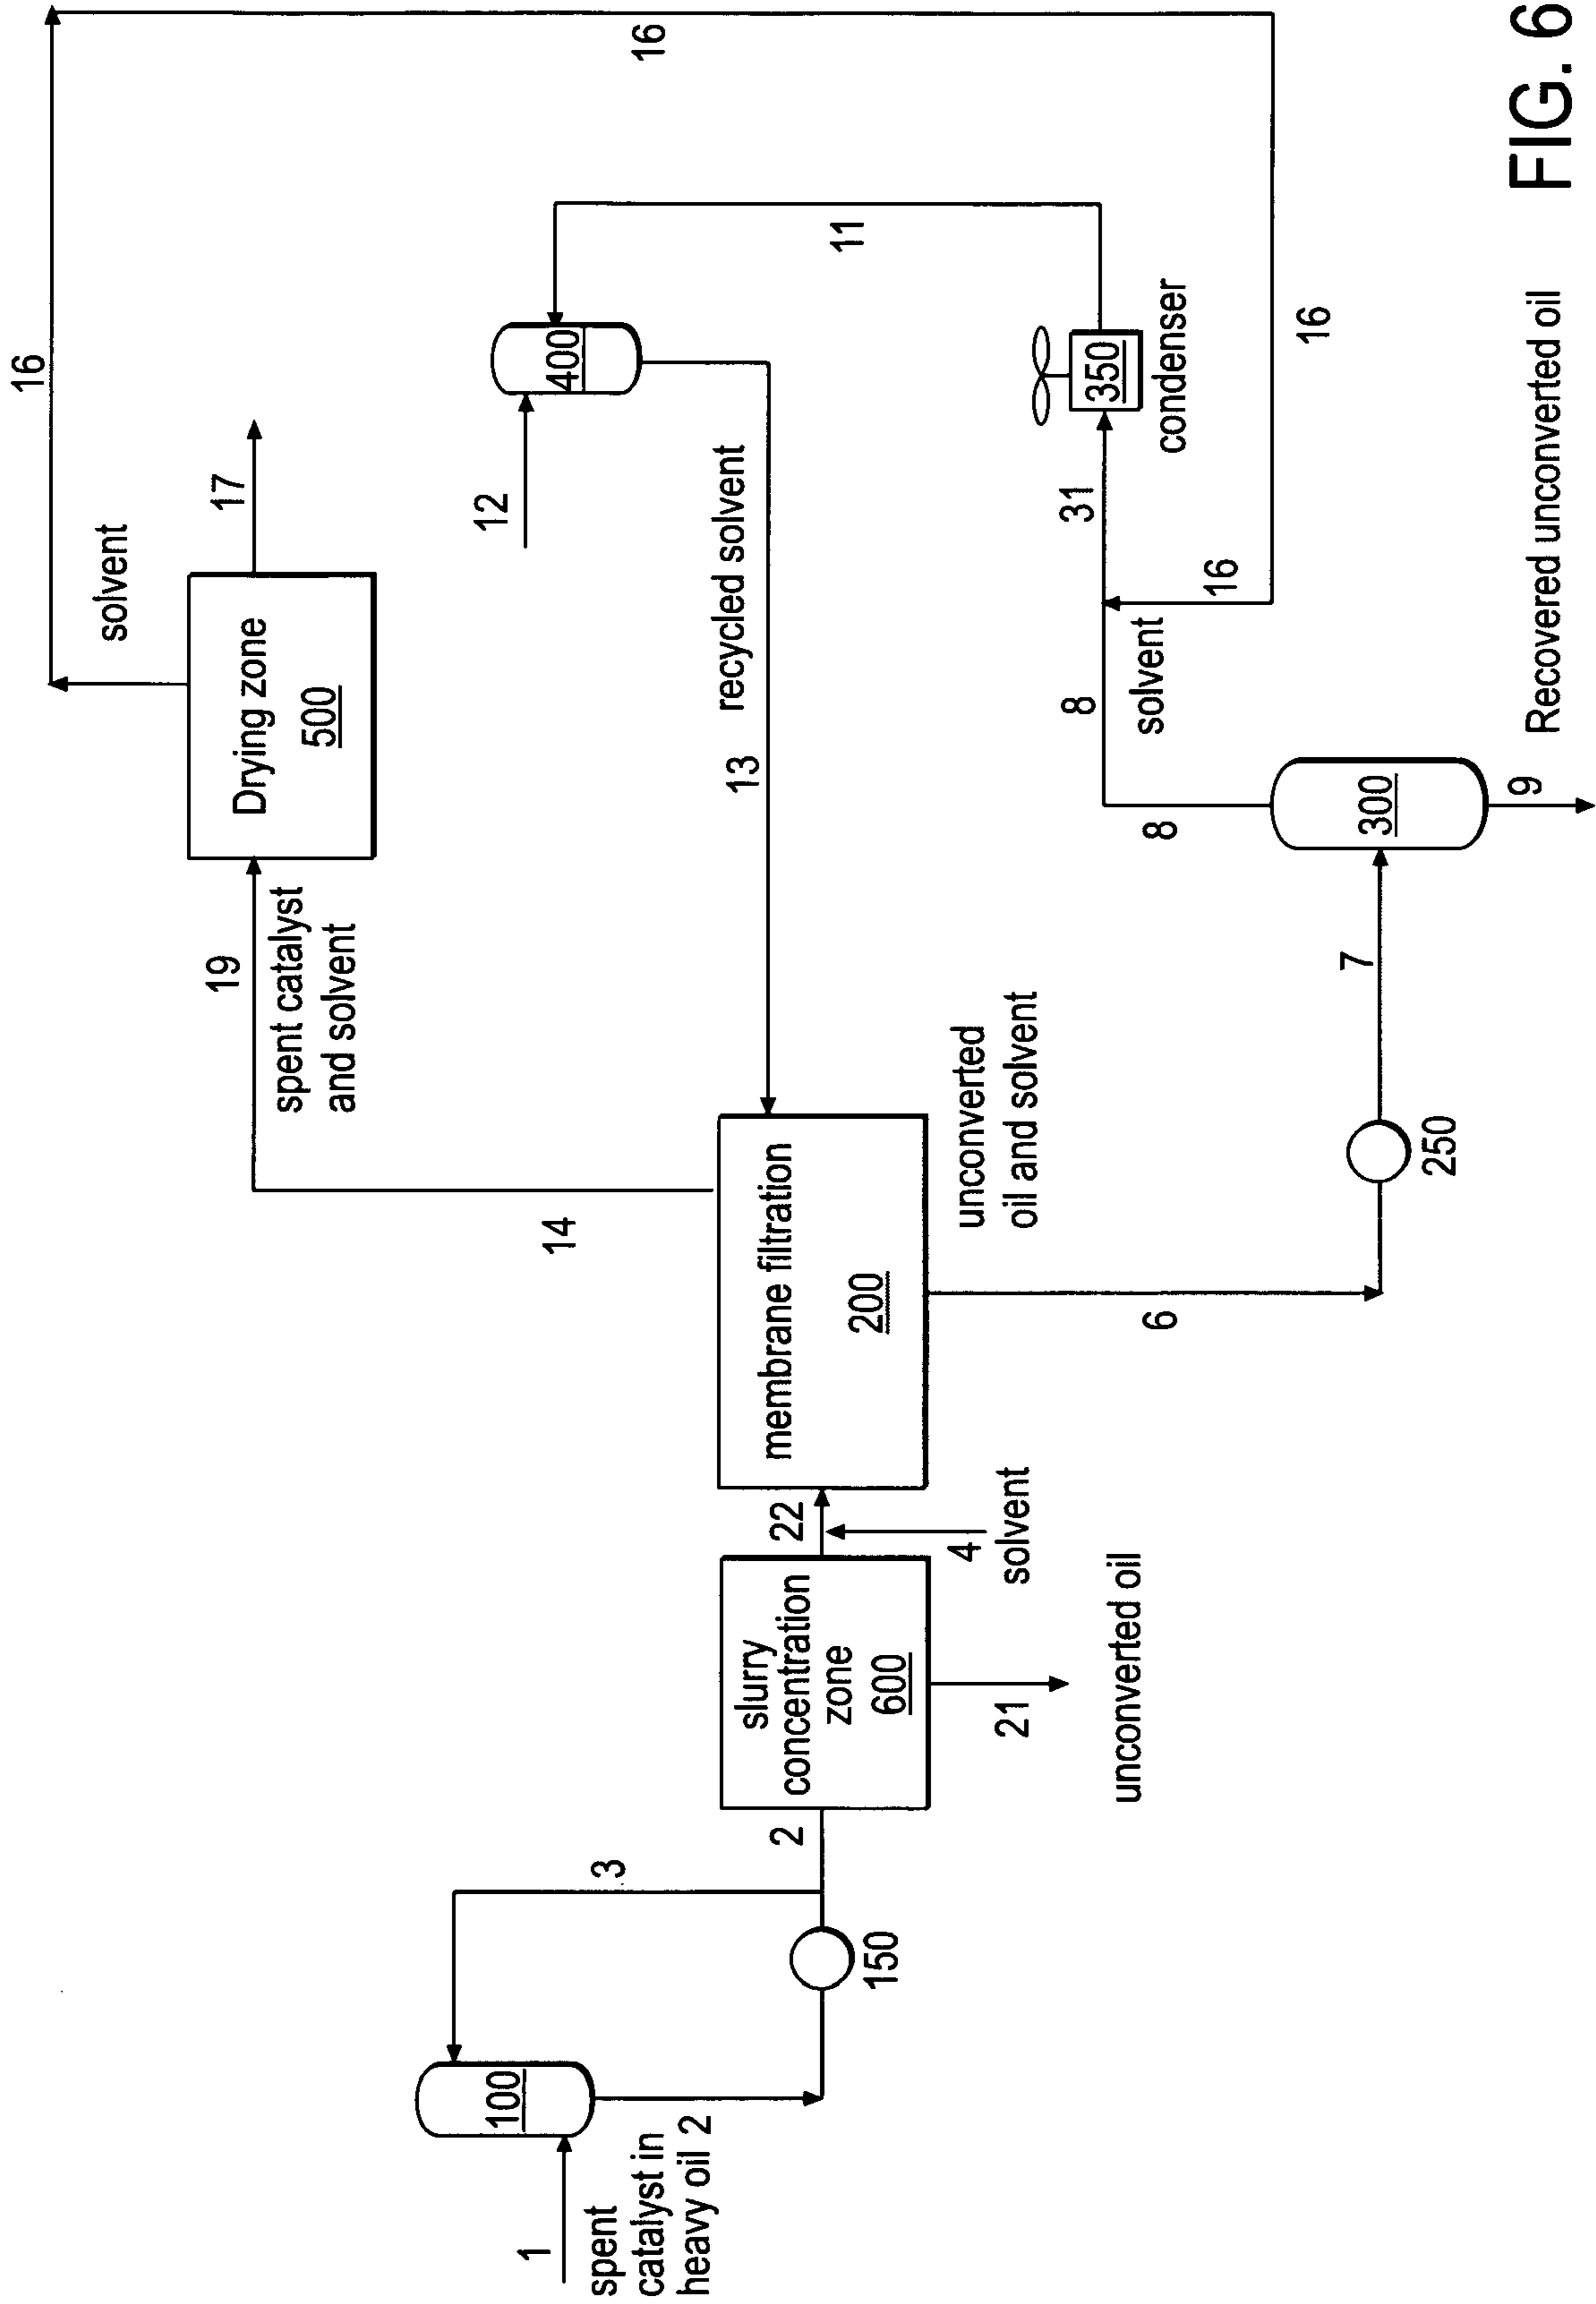 16
solvent
16
17
Drying zone
500
19
spent catalyst
and solvent
14
12
400
11
recycled solvent
13
membrane filtration
200
unconverted
oil and solvent
22
4
solvent
slurry
concentration
zone
600
21
unconverted oil
2
3
150
100
1
spent
catalyst in
heavy oil 2
6
250
7
300
8
8
solvent
16
31
350
condenser
16
9
Recovered unconverted oil
FIG. 6